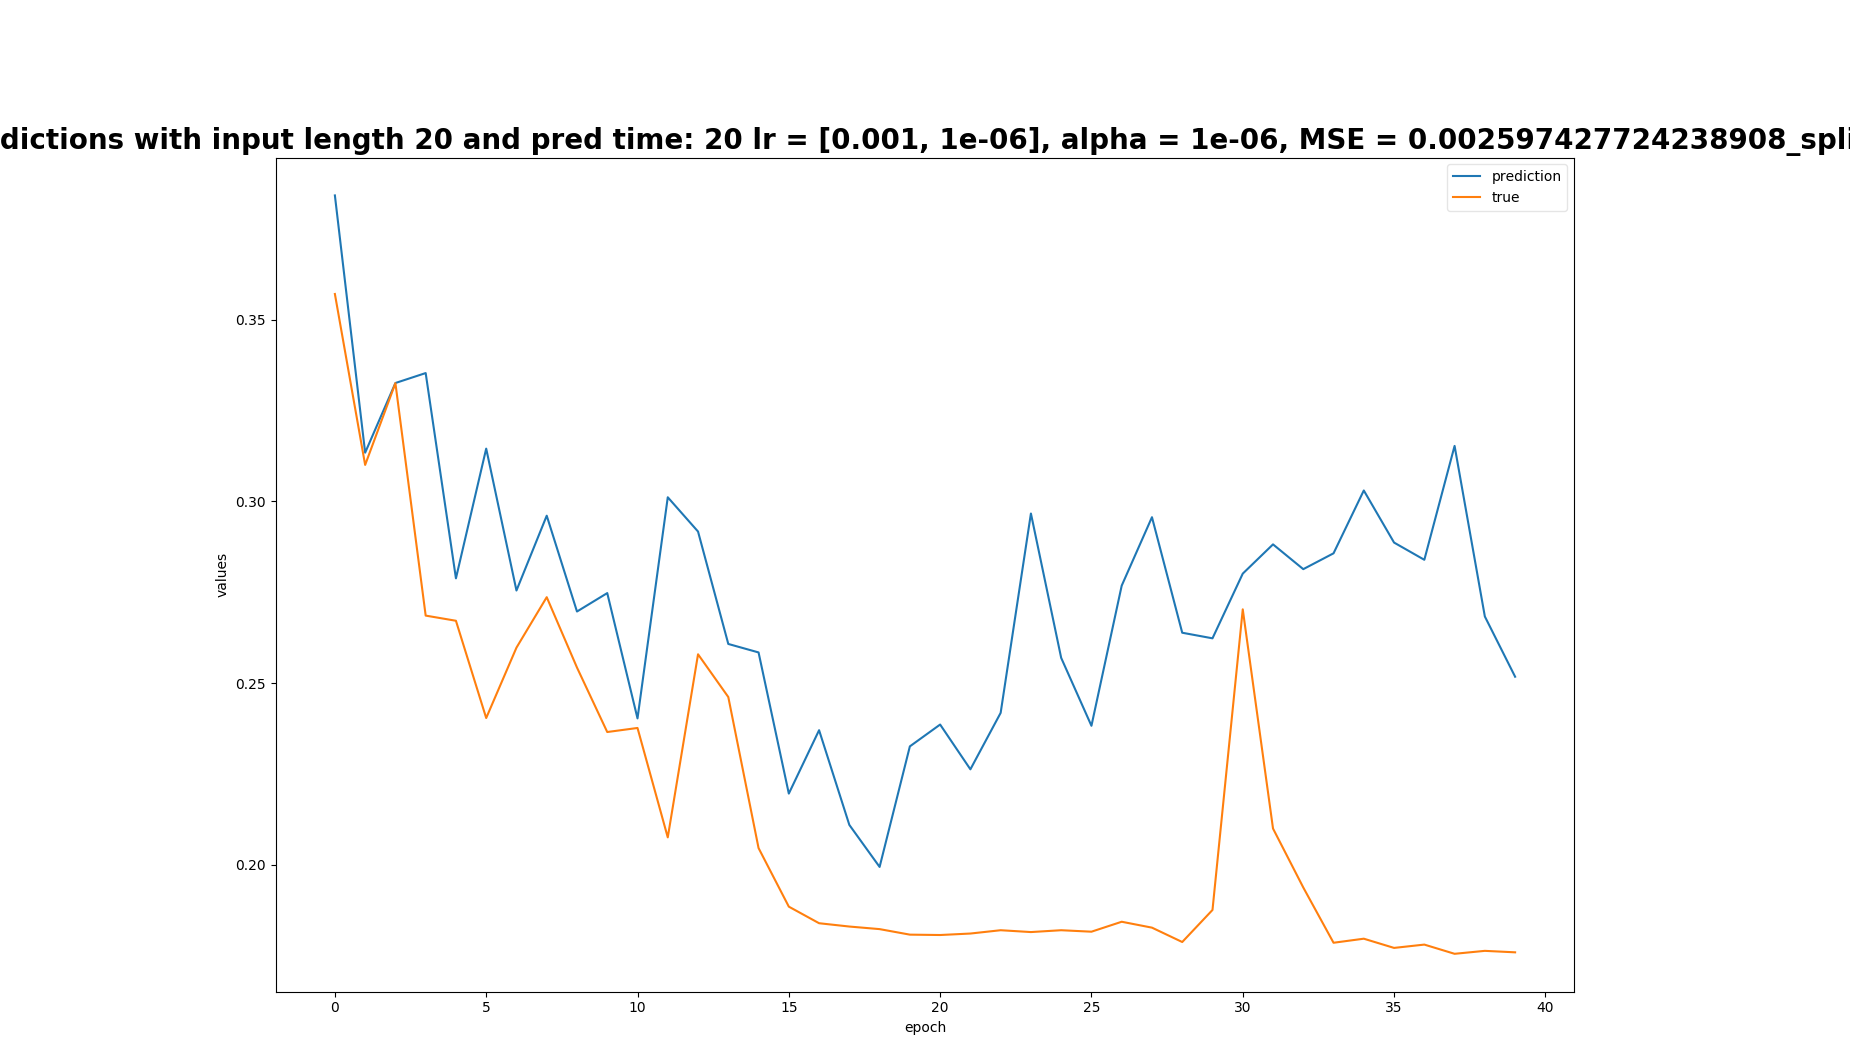 dictions with input length 20 and pred time: 20 lr = [0.001, 1e-06], alpha = 1e-06, MSE = 0.002597427724238908_spli
prediction
true
0.35
0.30
0.25
0.20
values
0
5
10
15
20
25
30
35
40
epoch